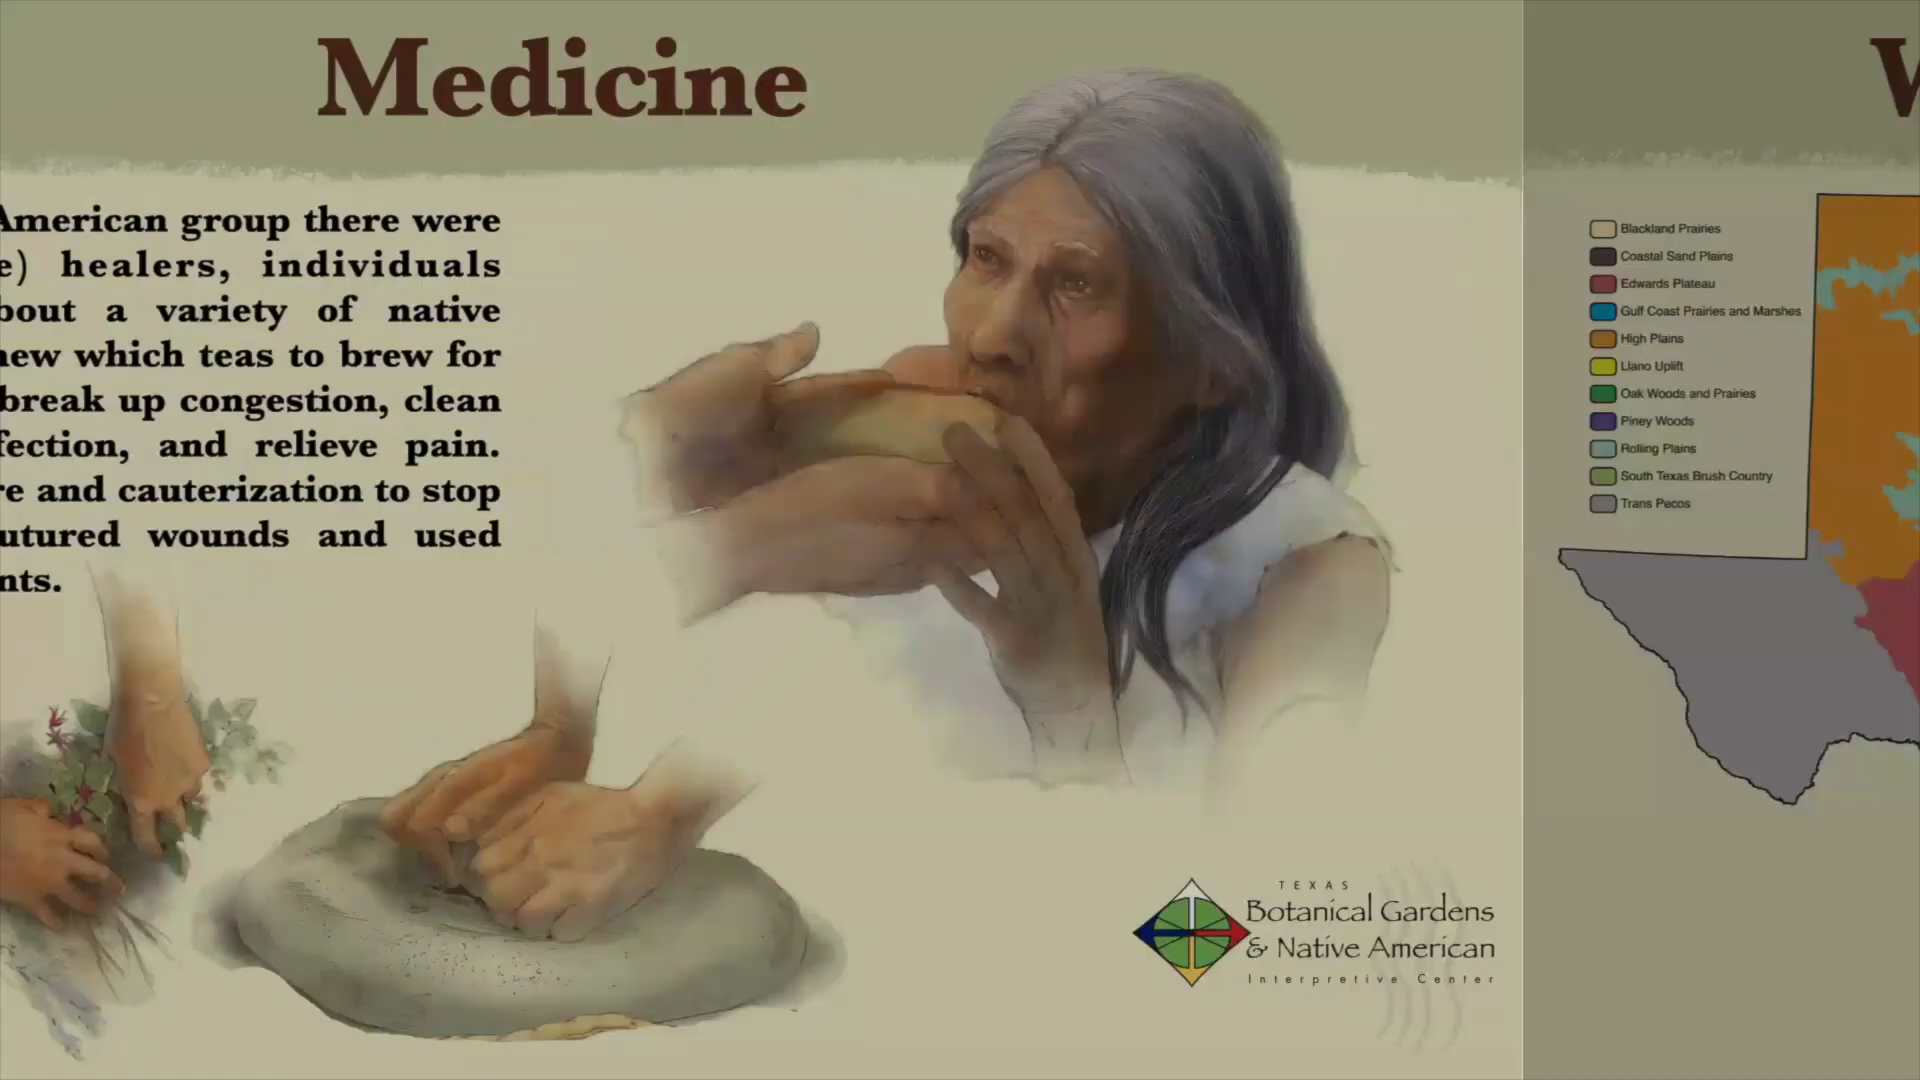 Medicine
American group there were
e) healers, individuals
bout a variety of native
new which teas to brew for
break up congestion, clean
fection, and relieve pain.
re and cauterization to stop
utured wounds and used
nts.
TEXAS
Botanical Gardens
& Native American
Interpretive Center
Blackland Prairies
Coastal Sand Plains
Edwards Plateau
Gulf Coast Prairies and Marshes
High Plains
Llano Uplift
Oak Woods and Prairies
Piney Woods
Rolling Plains
South Texas Brush Country
Trans Pecos